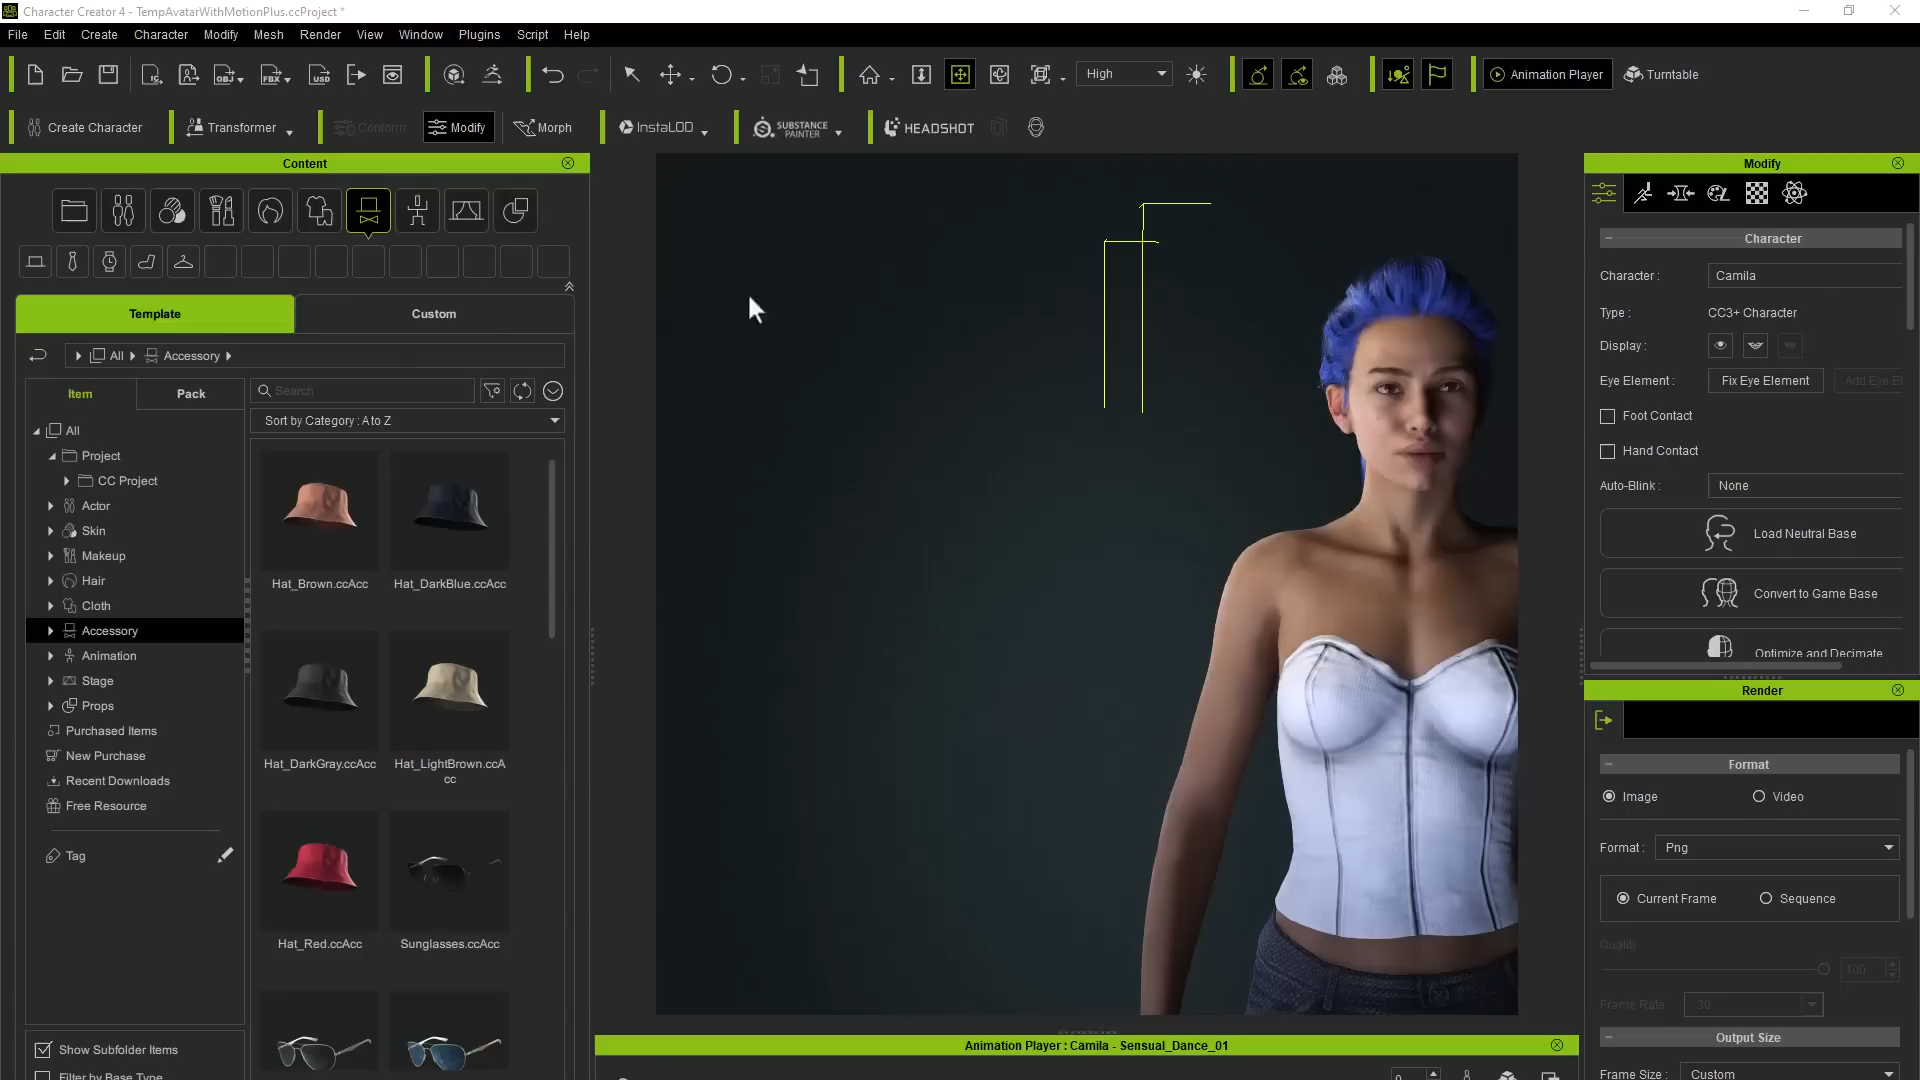 Character Creator 4 - TempAvatarWithMotionPlus.ccProject *
File Edit Create Character Modify Mesh Render View Window Plugins Script Help
High Animation Player Turntable
Create Character Transformer Conform Modify Morph InstaLOD SUBSTANCE PAINTER HEADSHOT
Content
Template Custom
All Accessory
Item Pack Search
Sort by Category : A to Z
All
Project
CC Project
Actor
Skin
Makeup
Hair
Cloth
Accessory
Animation
Stage
Props
Purchased Items
New Purchase
Recent Downloads
Free Resource
Tag
Show Subfolder Items
Filter by Base Type
Hat_Brown.ccAcc Hat_DarkBlue.ccAcc
Hat_DarkGray.ccAcc Hat_LightBrown.ccA
cc
Hat_Red.ccAcc Sunglasses.ccAcc
Animation Player : Camila - Sensual_Dance_01
0
Modify
Character
Character : Camila
Type : CC3+ Character
Display :
Eye Element : Fix Eye Element Add Eye El
Foot Contact
Hand Contact
Auto-Blink : None
Load Neutral Base
Convert to Game Base
Optimize and Decimate
Render
Format
Image Video
Format : Png
Current Frame Sequence
Quality
100
Frame Rate 30
Output Size
Frame Size : Custom